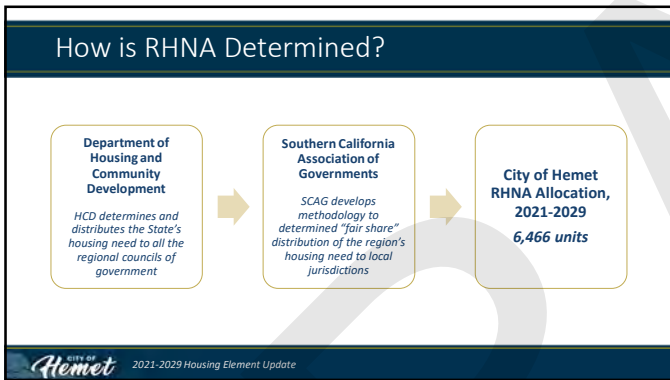 How is RHNA Determined?
Department of
Housing and
Community
Development
HCD determines and
distributes the State's
housing need to all the
regional councils of
government
Southern California
Association of
Governments
SCAG develops
methodology to
determined “fair share”
distribution of the region's
housing need to local
jurisdictions
City of Hemet
RHNA Allocation,
2021-2029
6,466 units
CITY OF
Hemet
2021-2029 Housing Element Update